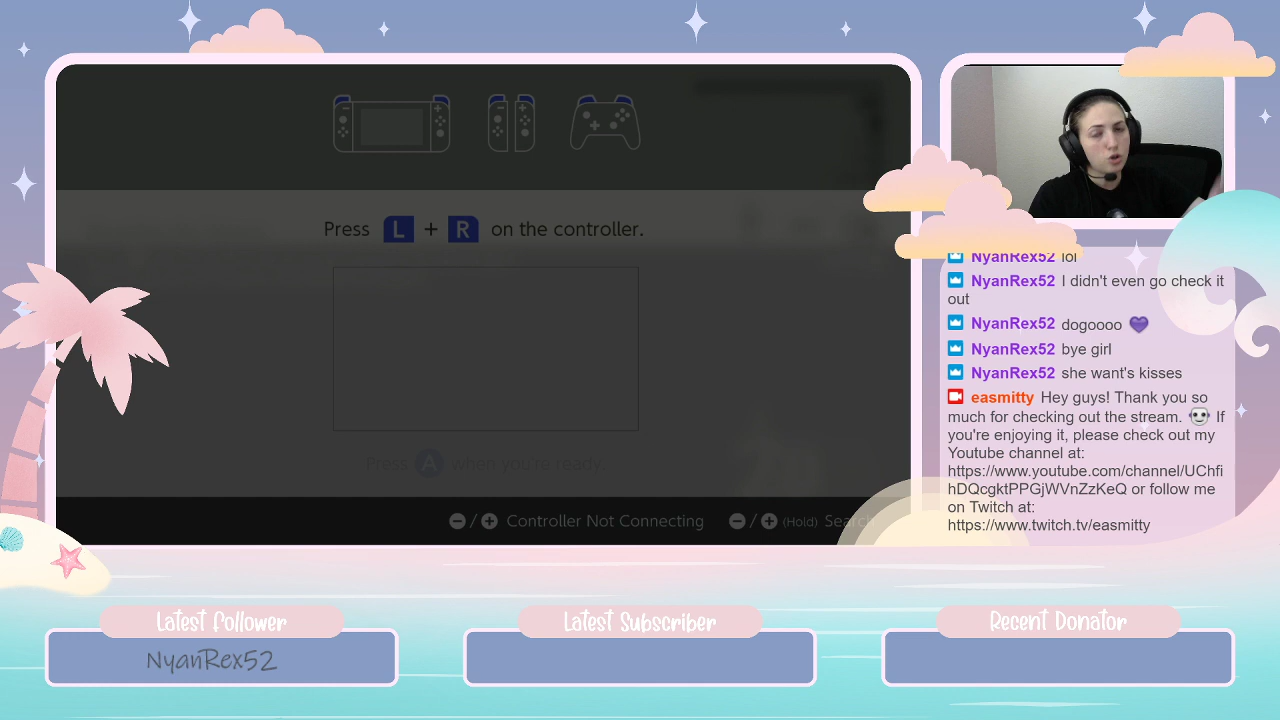 Press L + R on the controller.
Press A when you're ready.
/ Controller Not Connecting / (Hold) Search
NyanRex52 lol
NyanRex52 I didn't even go check it
out
NyanRex52 dogoooo
NyanRex52 bye girl
NyanRex52 she want's kisses
easmitty Hey guys! Thank you so
much for checking out the stream. If
you're enjoying it, please check out my
Youtube channel at:
https://www.youtube.com/channel/UChfi
hDQcgktPPGjWVnZzKeQ or follow me
on Twitch at:
https://www.twitch.tv/easmitty
Latest Follower
NyanRex52
Latest Subscriber
Recent Donator